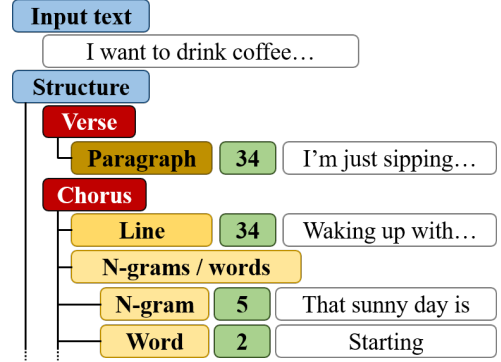 Input text
I want to drink coffee…
Structure
Verse
Paragraph 34 I'm just sipping…
Chorus
Line 34 Waking up with…
N-grams / words
N-gram 5 That sunny day is
Word 2 Starting